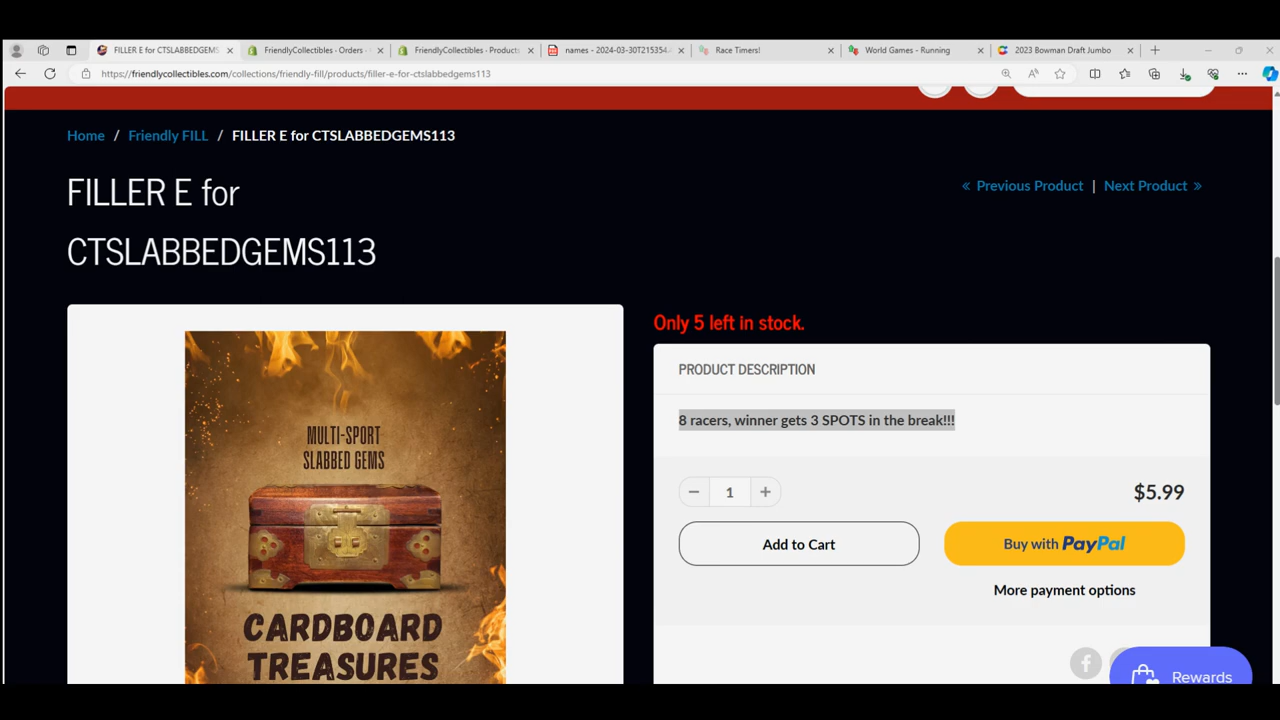 FILLER E for CTSLABBEDGEMS
FriendlyCollectibles - Orders -
FriendlyCollectibles - Products
names - 2024-03-30T215354.
Race Timers!
World Games - Running
2023 Bowman Draft Jumbo
https://friendlycollectibles.com/collections/friendly-fill/products/filler-e-for-ctslabbedgems113
Home / Friendly FILL / FILLER E for CTSLABBEDGEMS113
FILLER E for
CTSLABBEDGEMS113
« Previous Product | Next Product »
Only 5 left in stock.
PRODUCT DESCRIPTION
8 racers, winner gets 3 SPOTS in the break!!!
− 1 +
$5.99
Add to Cart
Buy with PayPal
More payment options
Rewards
MULTI-SPORT
SLABBED GEMS
CARDBOARD
TREASURES